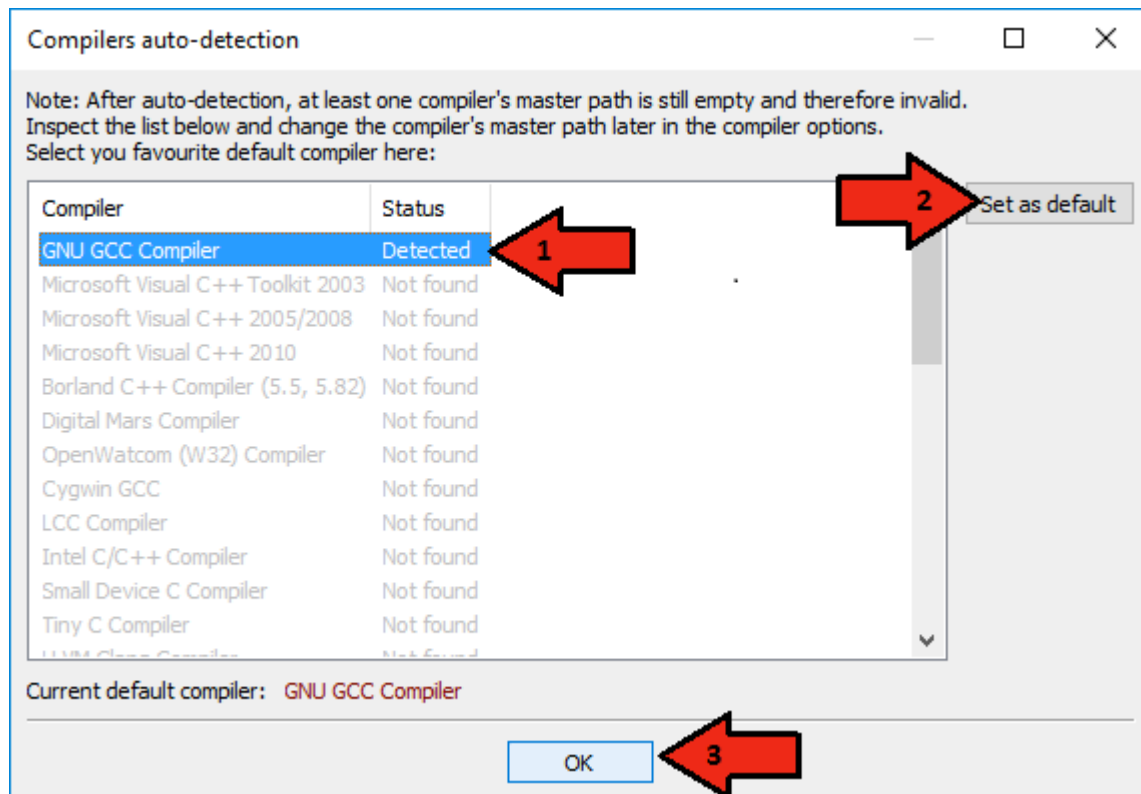 Compilers auto-detection
Note: After auto-detection, at least one compiler's master path is still empty and therefore invalid.
Inspect the list below and change the compiler's master path later in the compiler options.
Select you favourite default compiler here:
Compiler Status
2 Set as default
GNU GCC Compiler Detected 1
Microsoft Visual C++ Toolkit 2003 Not found
Microsoft Visual C++ 2005/2008 Not found
Microsoft Visual C++ 2010 Not found
Borland C++ Compiler (5.5, 5.82) Not found
Digital Mars Compiler Not found
OpenWatcom (W32) Compiler Not found
Cygwin GCC Not found
LCC Compiler Not found
Intel C/C++ Compiler Not found
Small Device C Compiler Not found
Tiny C Compiler Not found
LLVM Clang Compiler Not found
Current default compiler: GNU GCC Compiler
OK 3